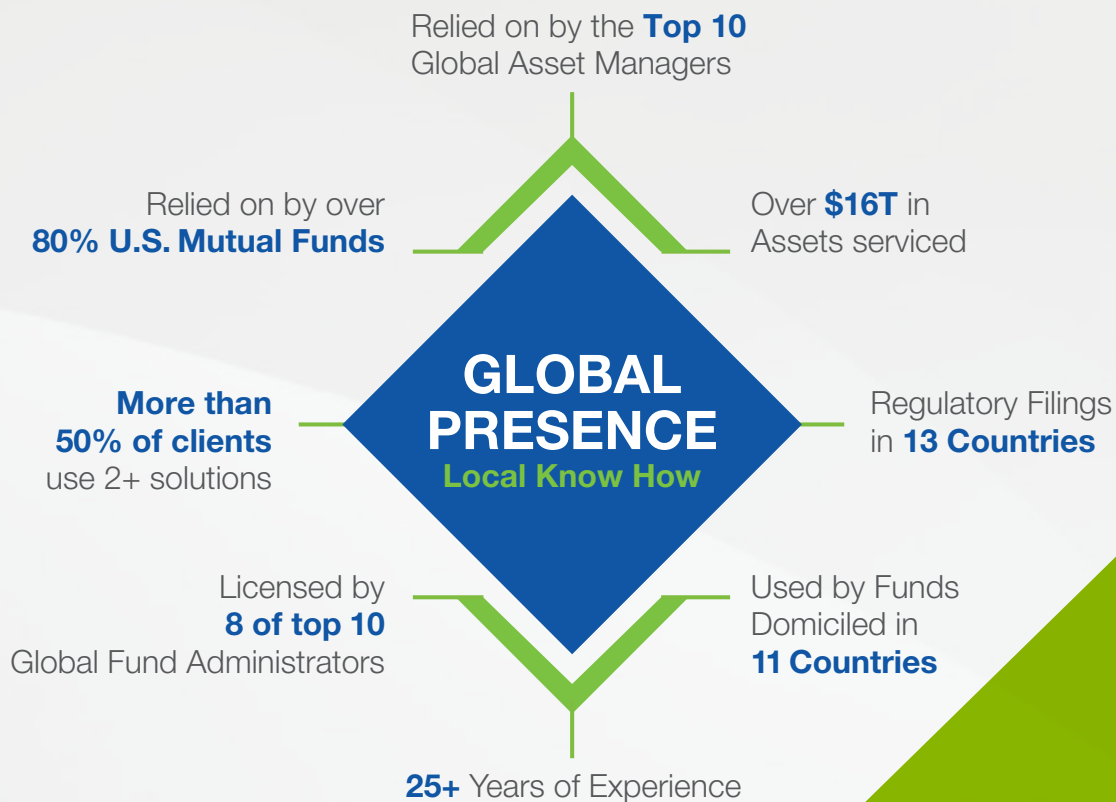 Relied on by the Top 10
Global Asset Managers
Relied on by over
80% U.S. Mutual Funds
Over $16T in
Assets serviced
GLOBAL
PRESENCE
Local Know How
More than
50% of clients
use 2+ solutions
Regulatory Filings
in 13 Countries
Licensed by
8 of top 10
Global Fund Administrators
Used by Funds
Domiciled in
11 Countries
25+ Years of Experience